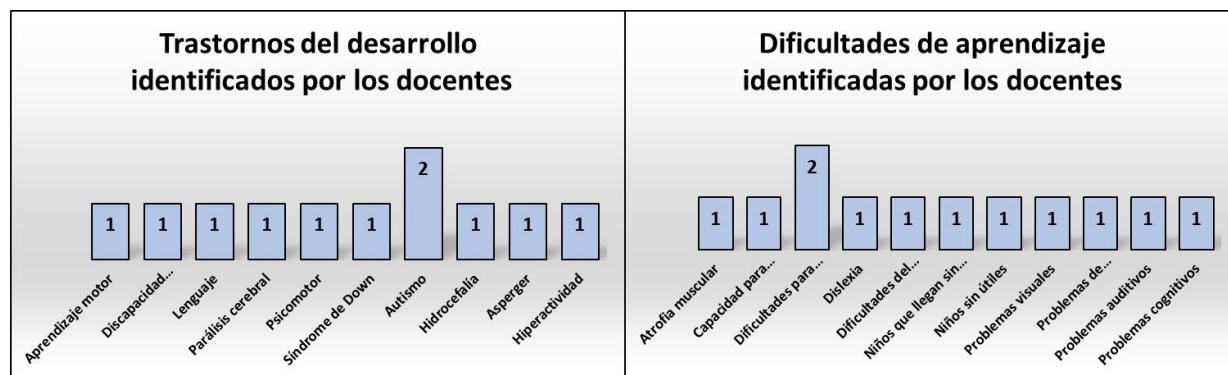 Trastornos del desarrollo
identificados por los docentes
1
1
1
1
1
1
2
1
1
1
Aprendizaje motor
Discapacidad...
Lenguaje
Parálisis cerebral
Psicomotor
Síndrome de Down
Autismo
Hidrocefalía
Asperger
Hiperactividad
Dificultades de aprendizaje
identificadas por los docentes
1
1
2
1
1
1
1
1
1
1
1
Atrofia muscular
Capacidad para...
Dificultades para...
Dislexia
Dificultades del...
Niños que llegan sin...
Niños sin útiles
Problemas visuales
Problemas de...
Problemas auditivos
Problemas cognitivos